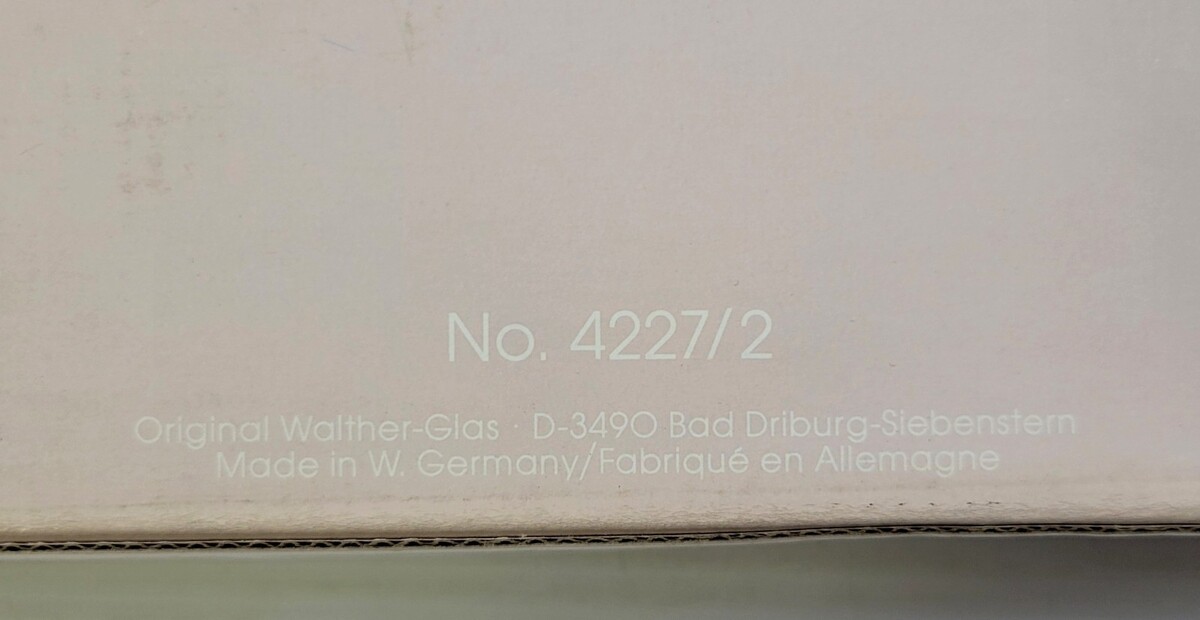 No. 4227/2
Original Walther-Glas · D-3490 Bad Driburg-Siebenstern
Made in W. Germany/Fabriqué en Allemagne